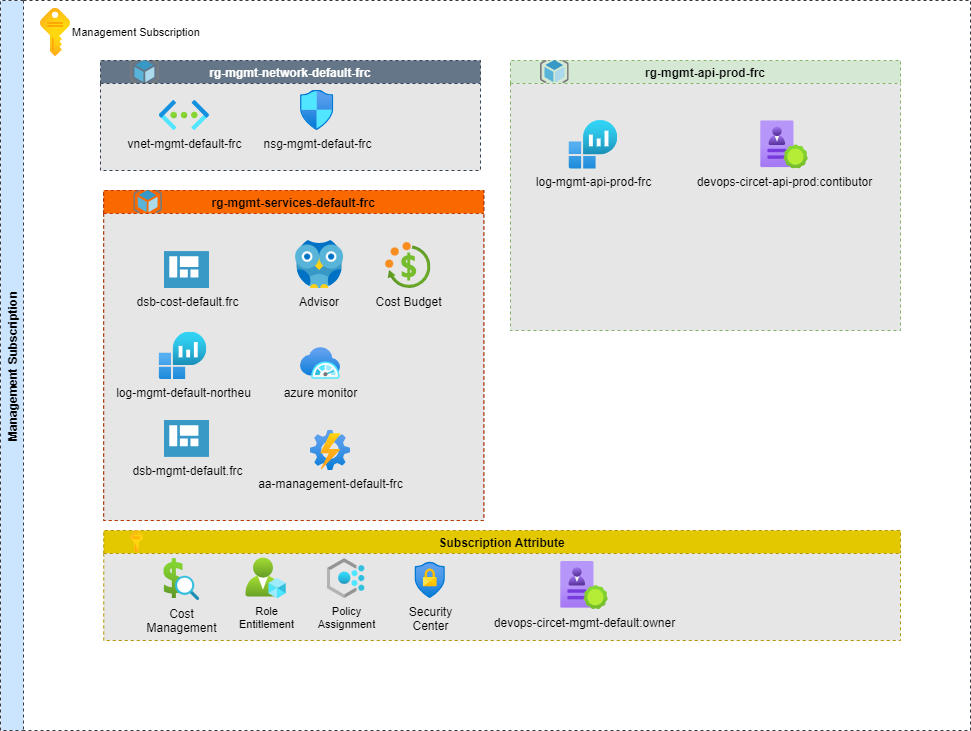 Management Subscription
Management Subscription
rg-mgmt-network-default-frc
vnet-mgmt-default-frc
nsg-mgmt-defaut-frc
rg-mgmt-api-prod-frc
log-mgmt-api-prod-frc
devops-circet-api-prod:contibutor
rg-mgmt-services-default-frc
dsb-cost-default.frc
Advisor
Cost Budget
log-mgmt-default-northeu
azure monitor
dsb-mgmt-default.frc
aa-management-default-frc
Subscription Attribute
Cost
Management
Role
Entitlement
Policy
Assignment
Security
Center
devops-circet-mgmt-default:owner